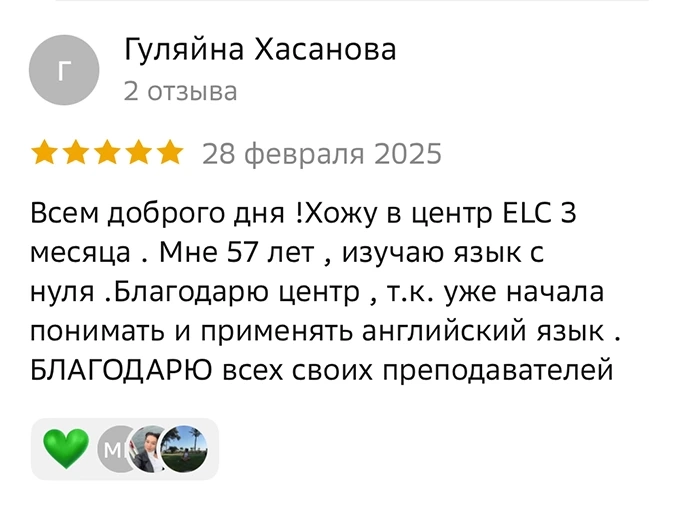 Г
Гуляйна Хасанова
2 отзыва
28 февраля 2025
Всем доброго дня !Хожу в центр ELC 3
месяца . Мне 57 лет , изучаю язык с
нуля .Благодарю центр , т.к. уже начала
понимать и применять английский язык .
БЛАГОДАРЮ всех своих преподавателей